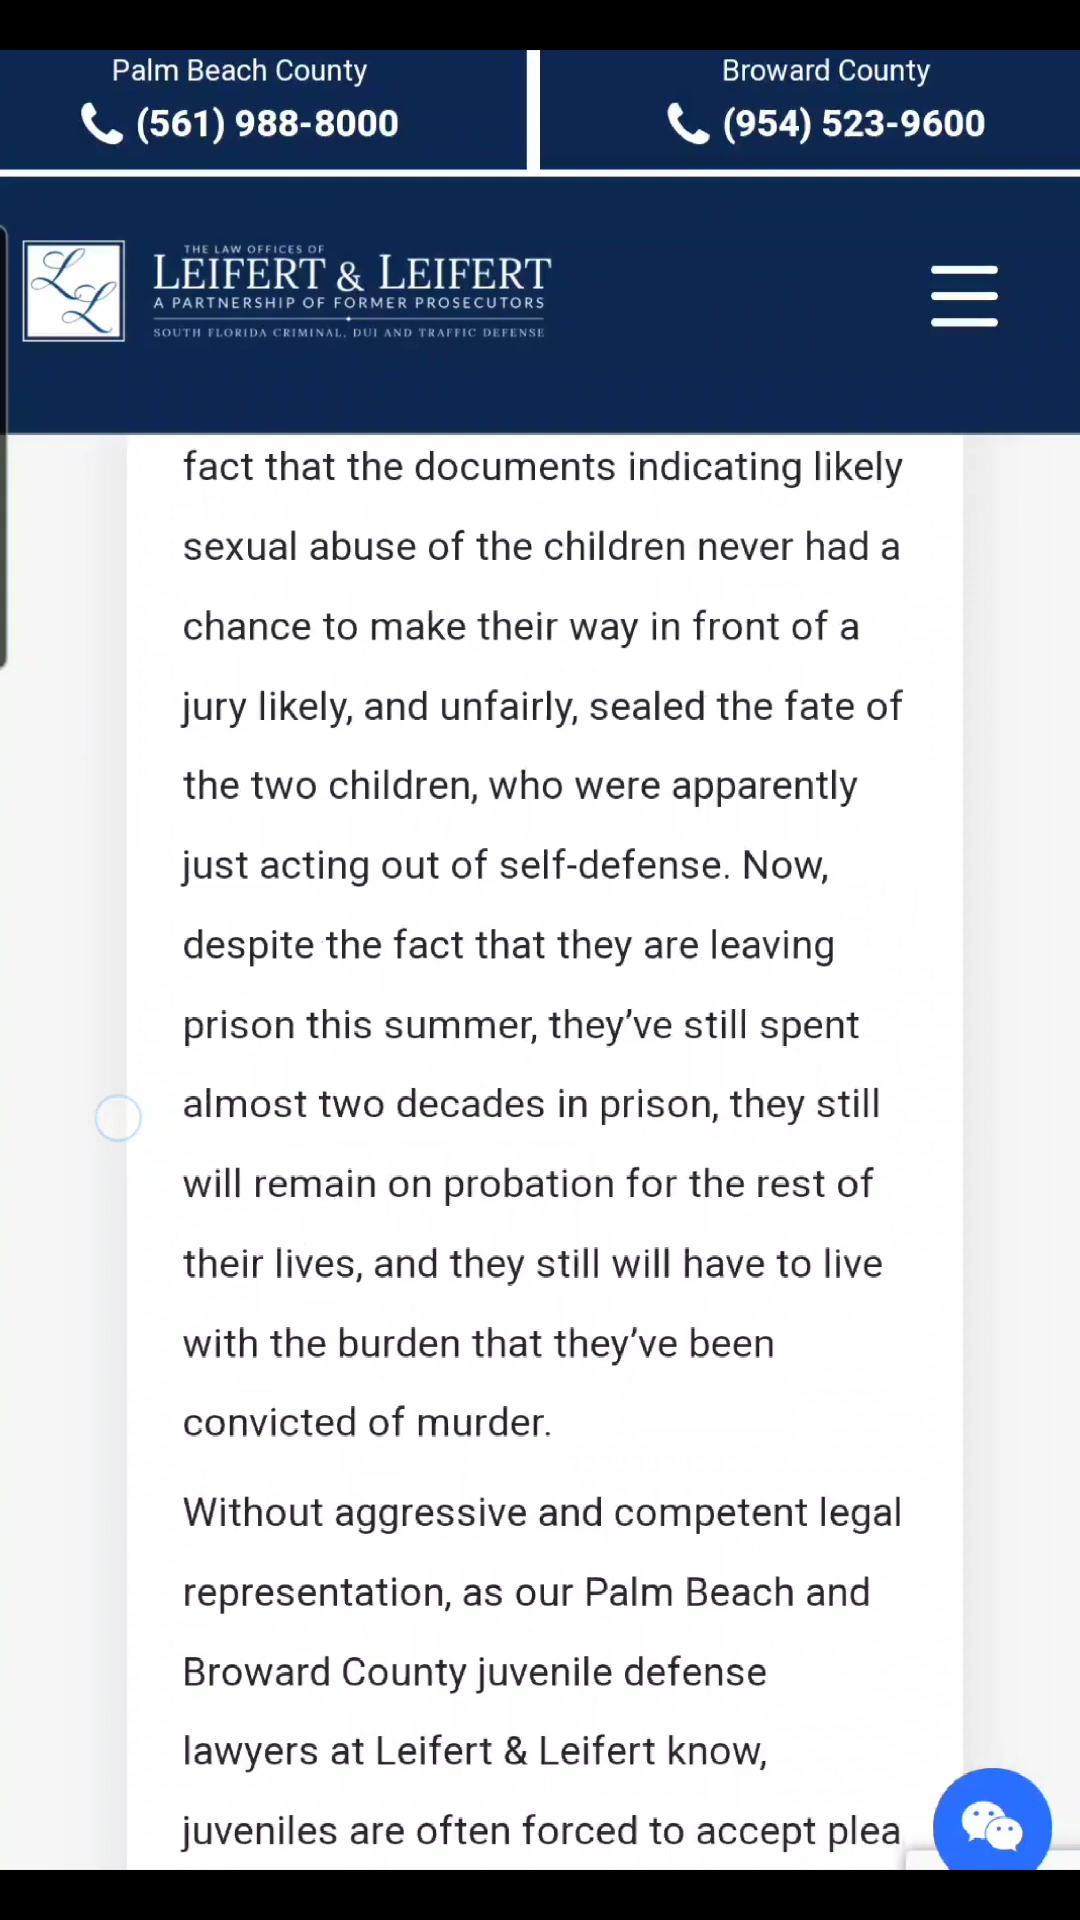 Palm Beach County
(561) 988-8000
Broward County
(954) 523-9600
LL
THE LAW OFFICES OF
LEIFERT & LEIFERT
A PARTNERSHIP OF FORMER PROSECUTORS
SOUTH FLORIDA CRIMINAL, DUI AND TRAFFIC DEFENSE
fact that the documents indicating likely
sexual abuse of the children never had a
chance to make their way in front of a
jury likely, and unfairly, sealed the fate of
the two children, who were apparently
just acting out of self-defense. Now,
despite the fact that they are leaving
prison this summer, they’ve still spent
almost two decades in prison, they still
will remain on probation for the rest of
their lives, and they still will have to live
with the burden that they’ve been
convicted of murder.
Without aggressive and competent legal
representation, as our Palm Beach and
Broward County juvenile defense
lawyers at Leifert & Leifert know,
juveniles are often forced to accept plea